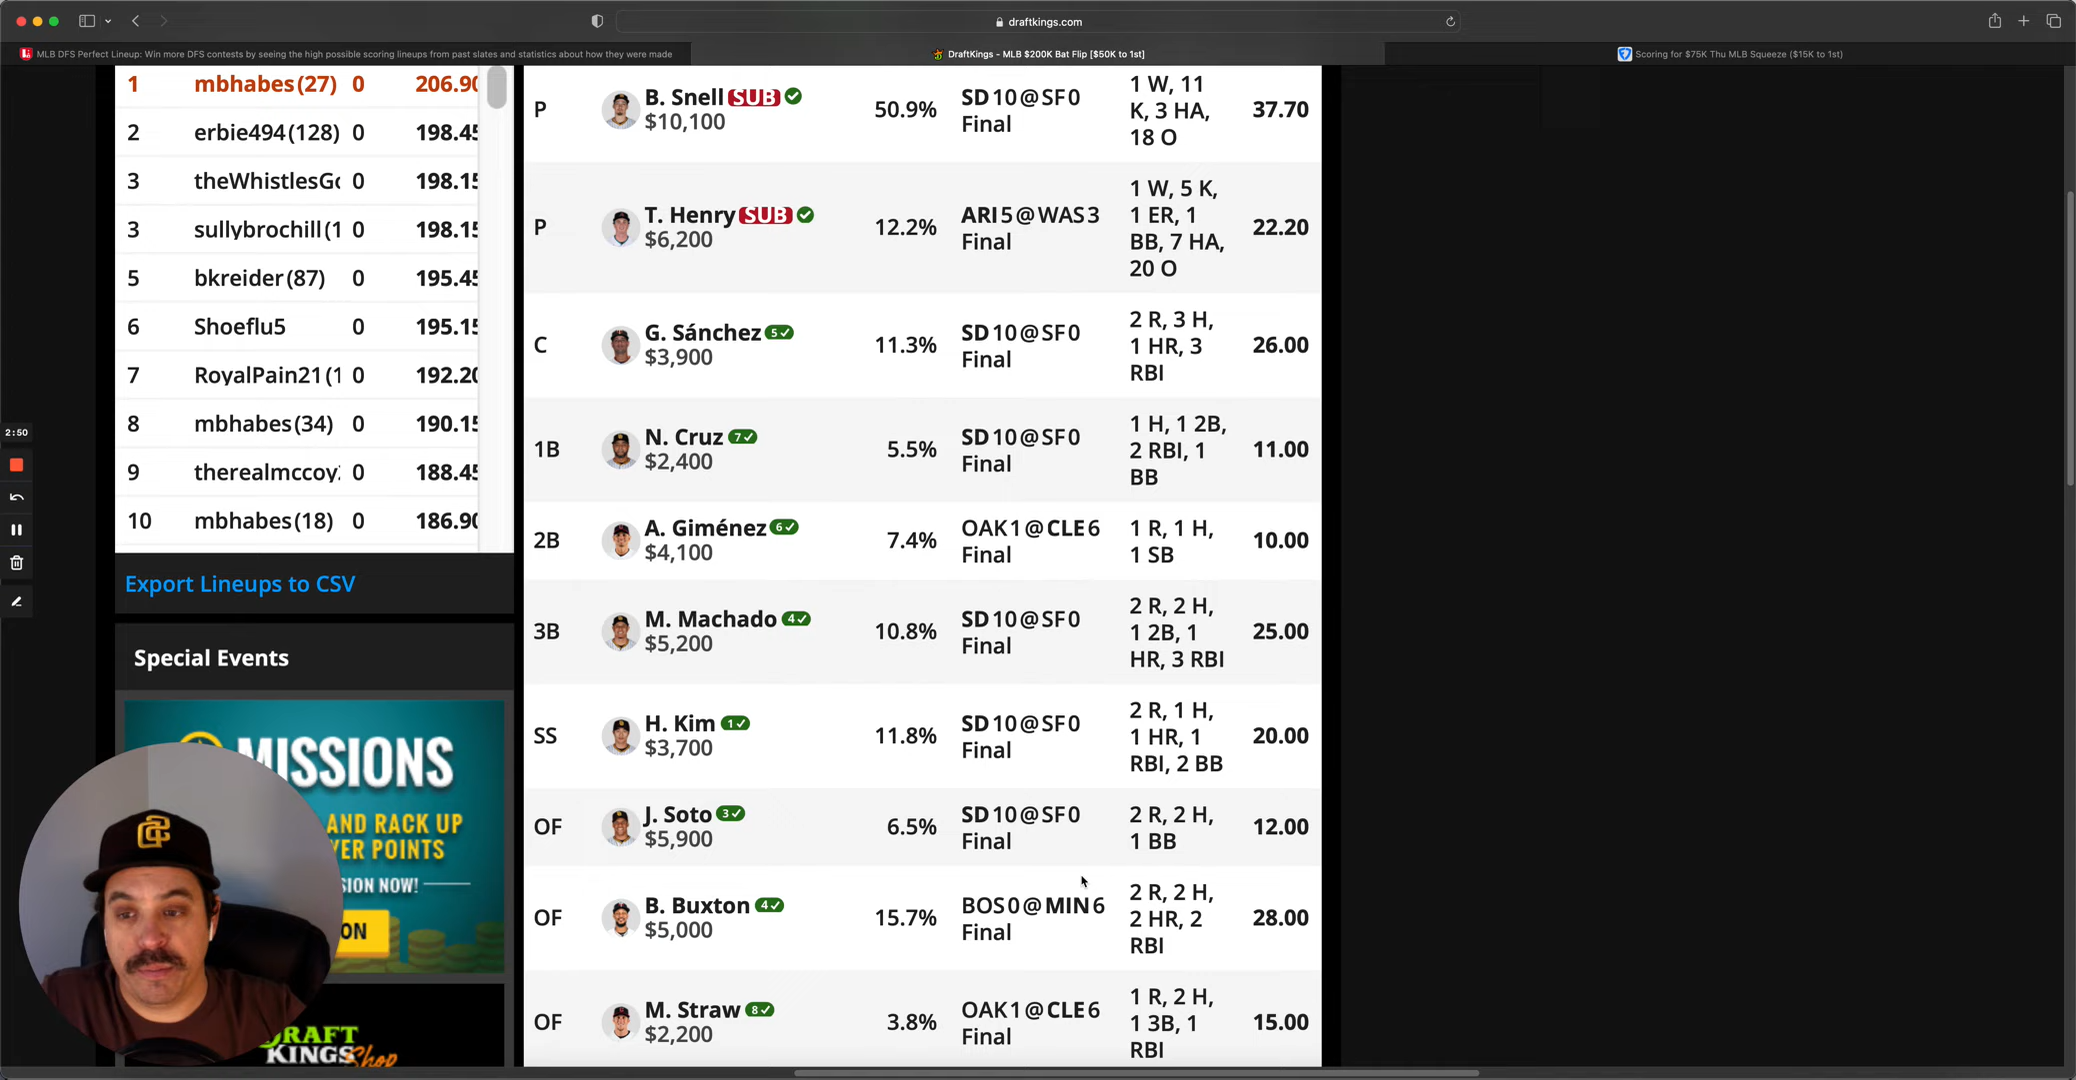 draftkings.com
MLB DFS Perfect Lineup: Win more DFS contests by seeing the high possible scoring lineups from past slates and statistics about how they were made
DraftKings - MLB $200K Bat Flip [$50K to 1st]
Scoring for $75K Thu MLB Squeeze ($15K to 1st)
1 mbhabes(27) 0 206.90
2 erbie494(128) 0 198.45
3 theWhistlesGo 0 198.15
3 sullybrochill(1 0 198.15
5 bkreider(87) 0 195.45
6 Shoeflu5 0 195.15
7 RoyalPain21(1 0 192.20
8 mbhabes(34) 0 190.15
9 therealmccoy 0 188.45
10 mbhabes(18) 0 186.90
Export Lineups to CSV
Special Events
MISSIONS
AND RACK UP
YER POINTS
SION NOW!
ON
DRAFT
KINGS Shop
2:50
P B. Snell SUB $10,100 50.9% SD 10 @ SF 0 Final 1 W, 11 K, 3 HA, 18 O 37.70
P T. Henry SUB $6,200 12.2% ARI 5 @ WAS 3 Final 1 W, 5 K, 1 ER, 1 BB, 7 HA, 20 O 22.20
C G. Sánchez 5 $3,900 11.3% SD 10 @ SF 0 Final 2 R, 3 H, 1 HR, 3 RBI 26.00
1B N. Cruz 7 $2,400 5.5% SD 10 @ SF 0 Final 1 H, 1 2B, 2 RBI, 1 BB 11.00
2B A. Giménez 6 $4,100 7.4% OAK 1 @ CLE 6 Final 1 R, 1 H, 1 SB 10.00
3B M. Machado 4 $5,200 10.8% SD 10 @ SF 0 Final 2 R, 2 H, 1 2B, 1 HR, 3 RBI 25.00
SS H. Kim 1 $3,700 11.8% SD 10 @ SF 0 Final 2 R, 1 H, 1 HR, 1 RBI, 2 BB 20.00
OF J. Soto 3 $5,900 6.5% SD 10 @ SF 0 Final 2 R, 2 H, 1 BB 12.00
OF B. Buxton 4 $5,000 15.7% BOS 0 @ MIN 6 Final 2 R, 2 H, 2 HR, 2 RBI 28.00
OF M. Straw 8 $2,200 3.8% OAK 1 @ CLE 6 Final 1 R, 2 H, 1 3B, 1 RBI 15.00